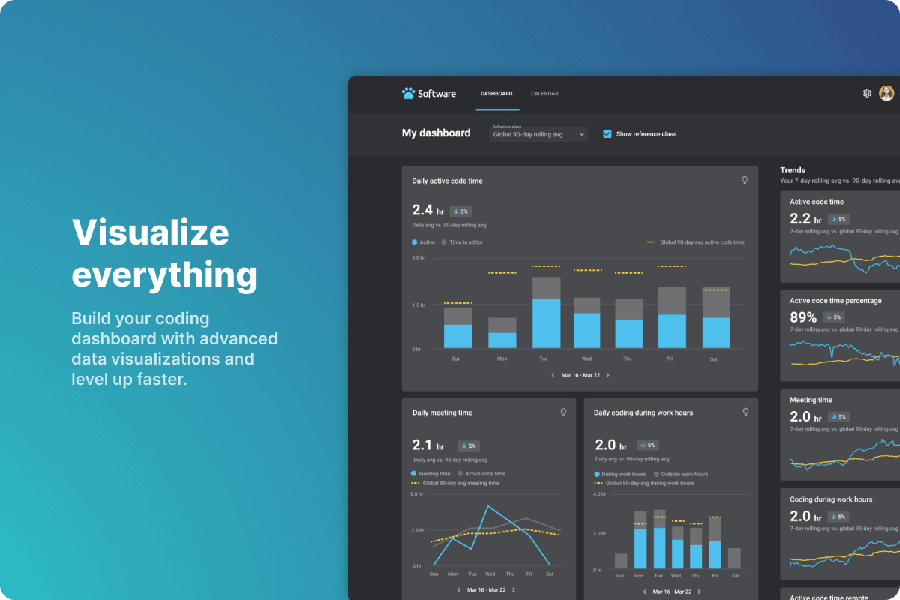 Visualize
everything
Build your coding
dashboard with advanced
data visualizations and
level up faster.
Software
DASHBOARD
CALENDAR
My dashboard
Reference class
Global 90-day rolling avg
Show reference class
Daily active code time
2.4 hr
5%
Daily avg vs. 90-day rolling avg
Active
Time in editor
Global 90-day avg active code time
0 hr
Sun
Mon
Tue
Wed
Thu
Fri
Sat
Mar 16 - Mar 22
Daily meeting time
2.1 hr
5%
Daily avg vs. 90-day rolling avg
Meeting time
Active code time
Global 90-day avg meeting time
0 hr
Sun
Mon
Tue
Wed
Thu
Fri
Sat
Mar 16 - Mar 22
Daily coding during work hours
2.0 hr
5%
Daily avg vs. 90-day rolling avg
During work hours
Outside work hours
Global 90-day avg during work hours
0 hr
Sun
Mon
Tue
Wed
Thu
Fri
Sat
Mar 16 - Mar 22
Trends
Your 7-day rolling avg vs. 90-day rolling avg
Active code time
2.2 hr
5%
7-day rolling avg vs. global 90-day rolling avg
Active code time percentage
89%
5%
7-day rolling avg vs. global 90-day rolling avg
Meeting time
2.0 hr
5%
7-day rolling avg vs. global 90-day rolling avg
Coding during work hours
2.0 hr
5%
7-day rolling avg vs. global 90-day rolling avg
Active code time remote